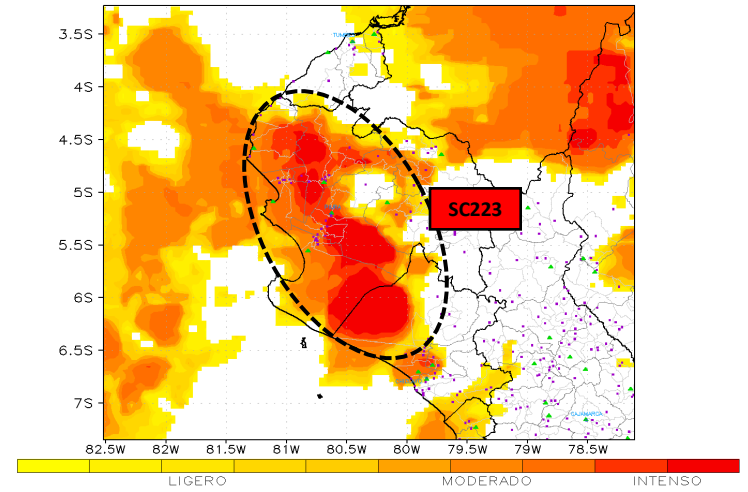 3.5S
4S
4.5S
5S
5.5S
6S
6.5S
7S
SC223
CAJAMARCA
82.5W 82W 81.5W 81W 80.5W 80W 79.5W 79W 78.5W
LIGERO MODERADO INTENSO